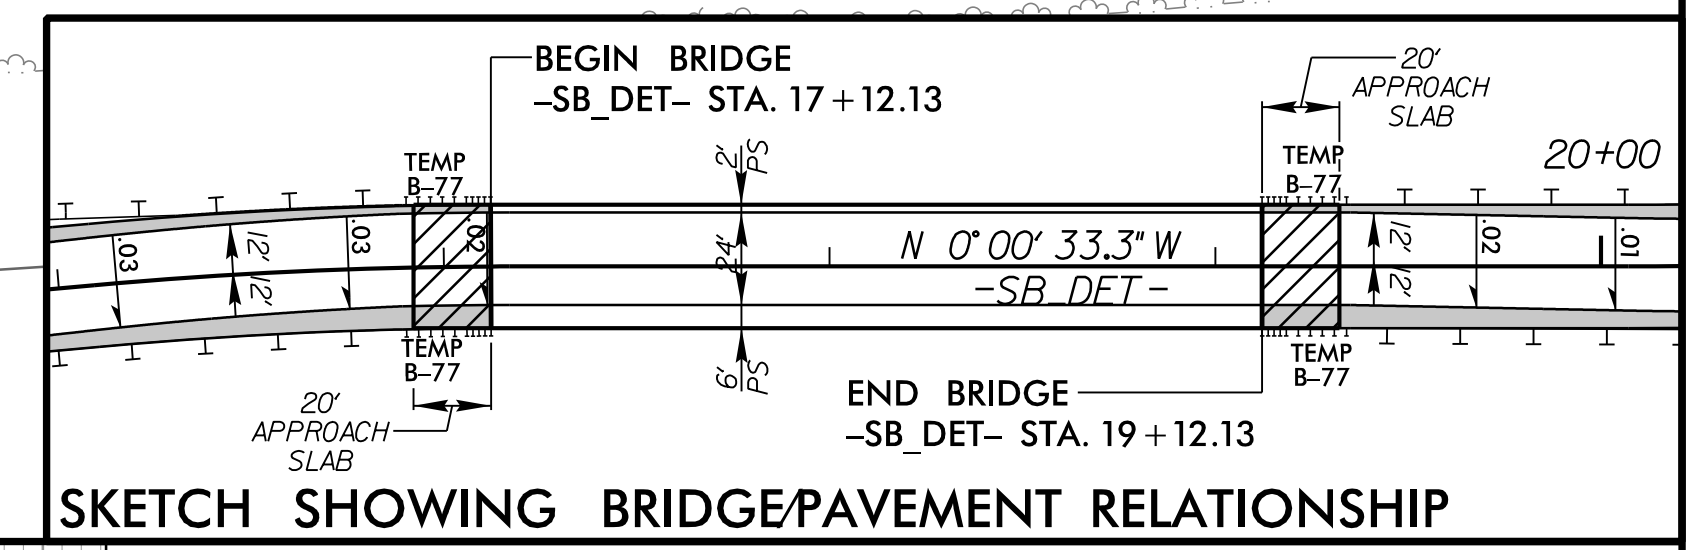 BEGIN BRIDGE
-SB_DET- STA. 17+12.13
20'
APPROACH
SLAB
20+00
TEMP
B-77
2'
PS
TEMP
B-77
.03
12'
12'
.03
.02
24'
N 0° 00' 33.3" W
-SB_DET-
12'
12'
.02
.01
TEMP
B-77
6'
PS
TEMP
B-77
20'
APPROACH
SLAB
END BRIDGE
-SB_DET- STA. 19+12.13
SKETCH SHOWING BRIDGE/PAVEMENT RELATIONSHIP